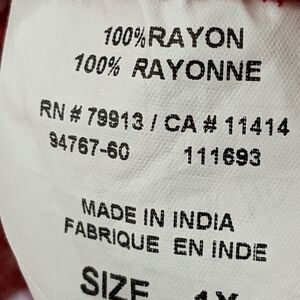 100% RAYON
100% RAYONNE
RN # 79913 / CA # 11414
94767-60 111693
MADE IN INDIA
FABRIQUE EN INDE
SIZE 1X